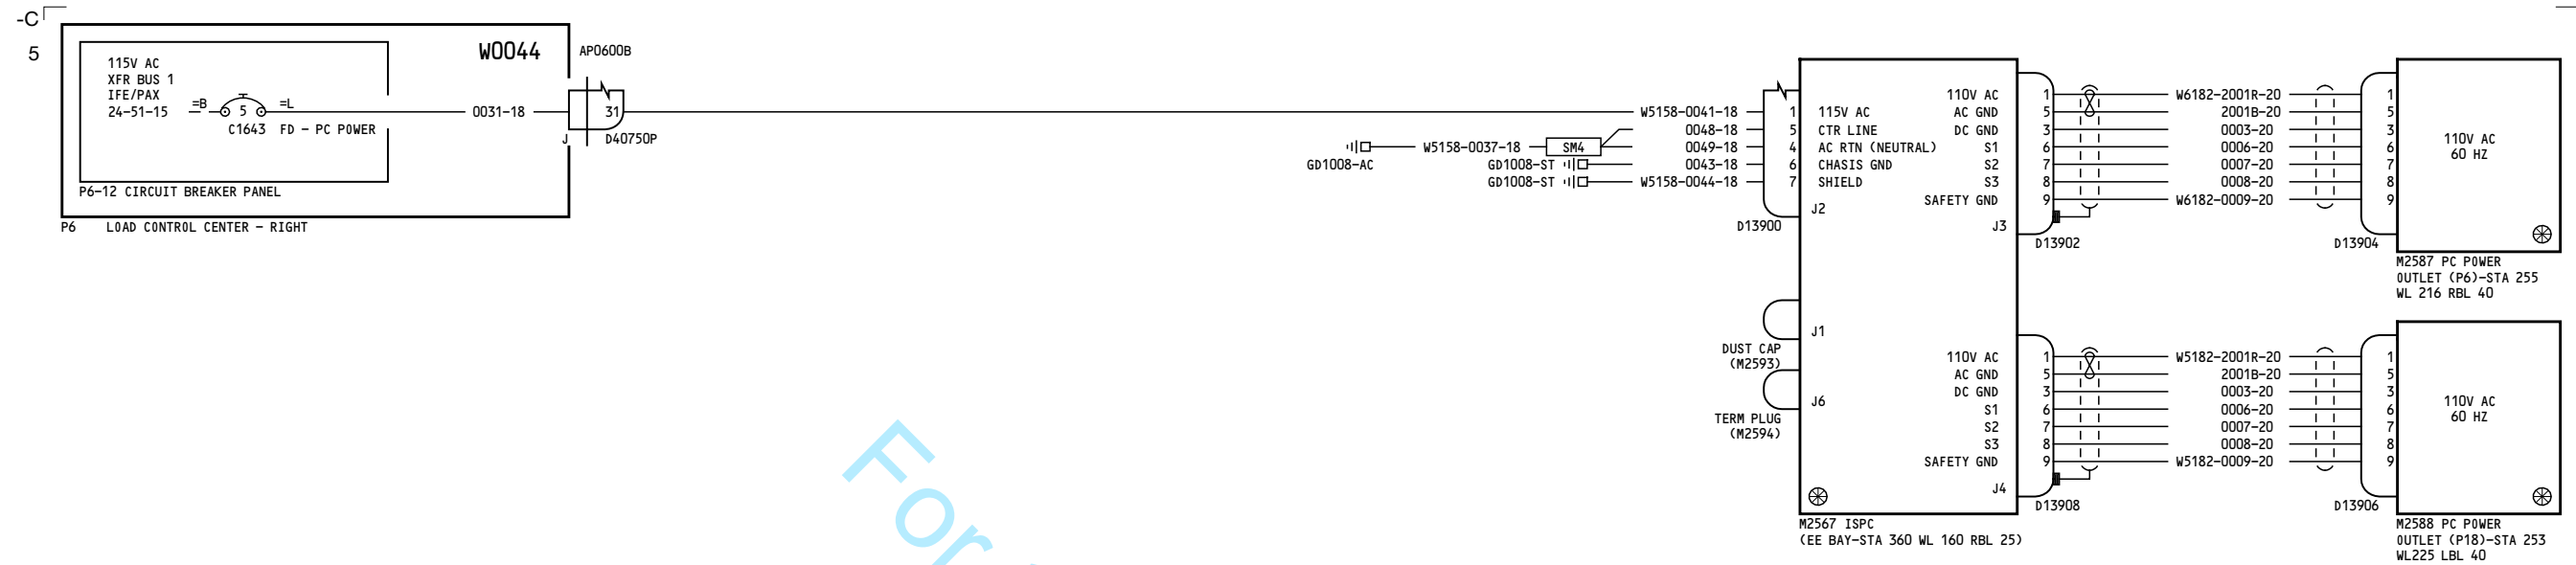 -C
5
W0044
AP0600B
115V AC
XFR BUS 1
IFE/PAX
24-51-15
=B
5
=L
C1643 FD - PC POWER
0031-18
31
J
D40750P
P6-12 CIRCUIT BREAKER PANEL
P6 LOAD CONTROL CENTER - RIGHT
W5158-0041-18
1
115V AC
0048-18
5
CTR LINE
GD1008-AC
W5158-0037-18
SM4
0049-18
4
AC RTN (NEUTRAL)
GD1008-ST
0043-18
6
CHASIS GND
GD1008-ST
W5158-0044-18
7
SHIELD
J2
D13900
110V AC
1
W6182-2001R-20
1
AC GND
5
2001B-20
5
DC GND
3
0003-20
3
S1
6
0006-20
6
S2
7
0007-20
7
S3
8
0008-20
8
SAFETY GND
9
W6182-0009-20
9
J3
D13902
D13904
110V AC
60 HZ
M2587 PC POWER
OUTLET (P6)-STA 255
WL 216 RBL 40
J1
DUST CAP
(M2593)
J6
TERM PLUG
(M2594)
110V AC
1
W5182-2001R-20
1
AC GND
5
2001B-20
5
DC GND
3
0003-20
3
S1
6
0006-20
6
S2
7
0007-20
7
S3
8
0008-20
8
SAFETY GND
9
W5182-0009-20
9
J4
D13908
D13906
110V AC
60 HZ
M2567 ISPC
(EE BAY-STA 360 WL 160 RBL 25)
M2588 PC POWER
OUTLET (P18)-STA 253
WL225 LBL 40
For